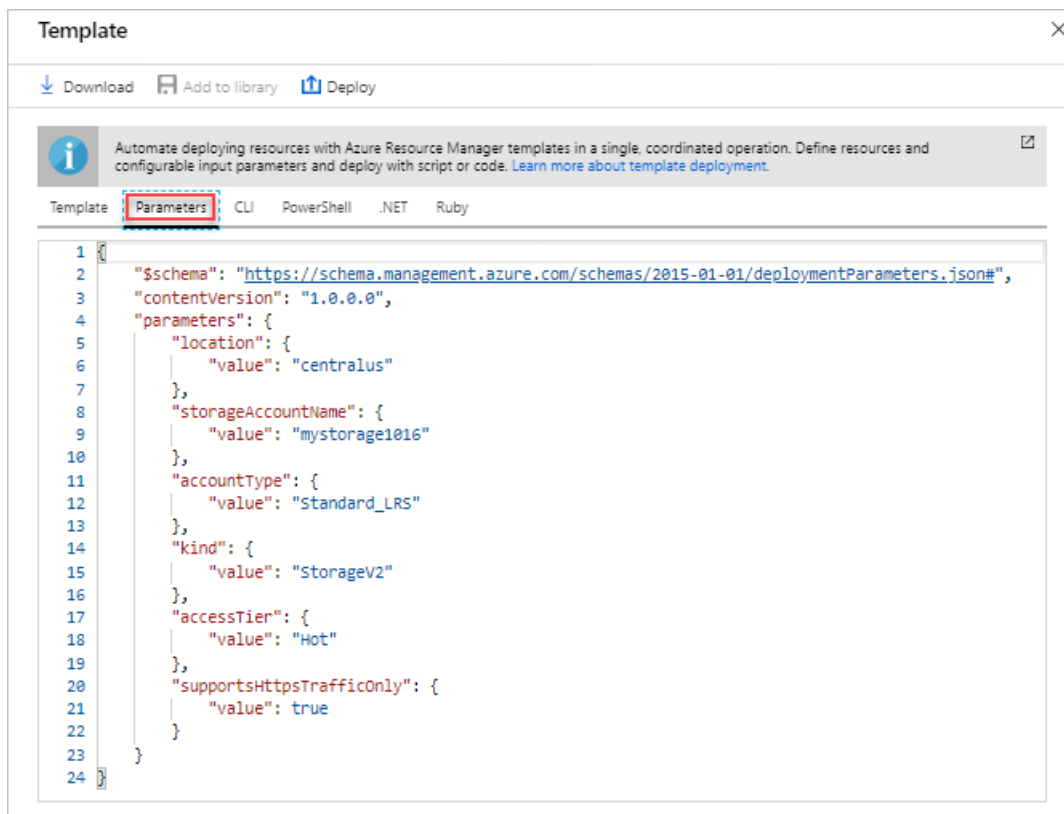 Template
Download Add to library Deploy
Automate deploying resources with Azure Resource Manager templates in a single, coordinated operation. Define resources and
configurable input parameters and deploy with script or code. Learn more about template deployment.
Template Parameters CLI PowerShell .NET Ruby
1 {
2 "$schema": "https://schema.management.azure.com/schemas/2015-01-01/deploymentParameters.json#",
3 "contentVersion": "1.0.0.0",
4 "parameters": {
5 "location": {
6 "value": "centralus"
7 },
8 "storageAccountName": {
9 "value": "mystorage1016"
10 },
11 "accountType": {
12 "value": "Standard_LRS"
13 },
14 "kind": {
15 "value": "StorageV2"
16 },
17 "accessTier": {
18 "value": "Hot"
19 },
20 "supportsHttpsTrafficOnly": {
21 "value": true
22 }
23 }
24 }